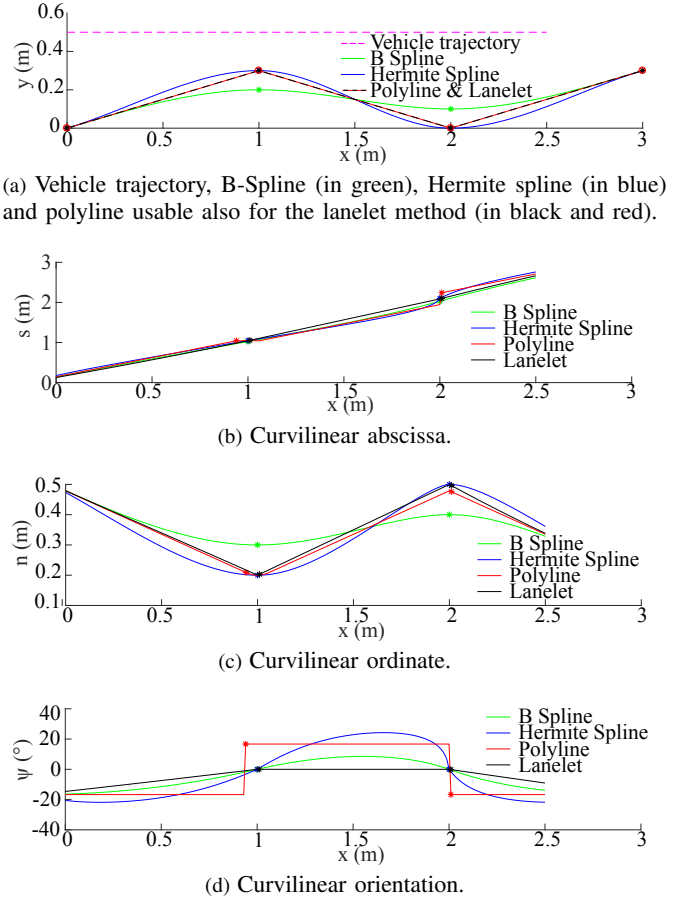 0.6
0.4
0.2
0
y (m)
Vehicle trajectory
B Spline
Hermite Spline
Polyline & Lanelet
0 0.5 1 1.5 2 2.5 3
x (m)
(a) Vehicle trajectory, B-Spline (in green), Hermite spline (in blue)
and polyline usable also for the lanelet method (in black and red).
3
2
1
0
s (m)
B Spline
Hermite Spline
Polyline
Lanelet
0 0.5 1 1.5 2 2.5 3
x (m)
(b) Curvilinear abscissa.
0.5
0.4
0.3
0.2
0.1
n (m)
B Spline
Hermite Spline
Polyline
Lanelet
0 0.5 1 1.5 2 2.5 3
x (m)
(c) Curvilinear ordinate.
40
20
0
-20
-40
ψ (°)
B Spline
Hermite Spline
Polyline
Lanelet
0 0.5 1 1.5 2 2.5 3
x (m)
(d) Curvilinear orientation.